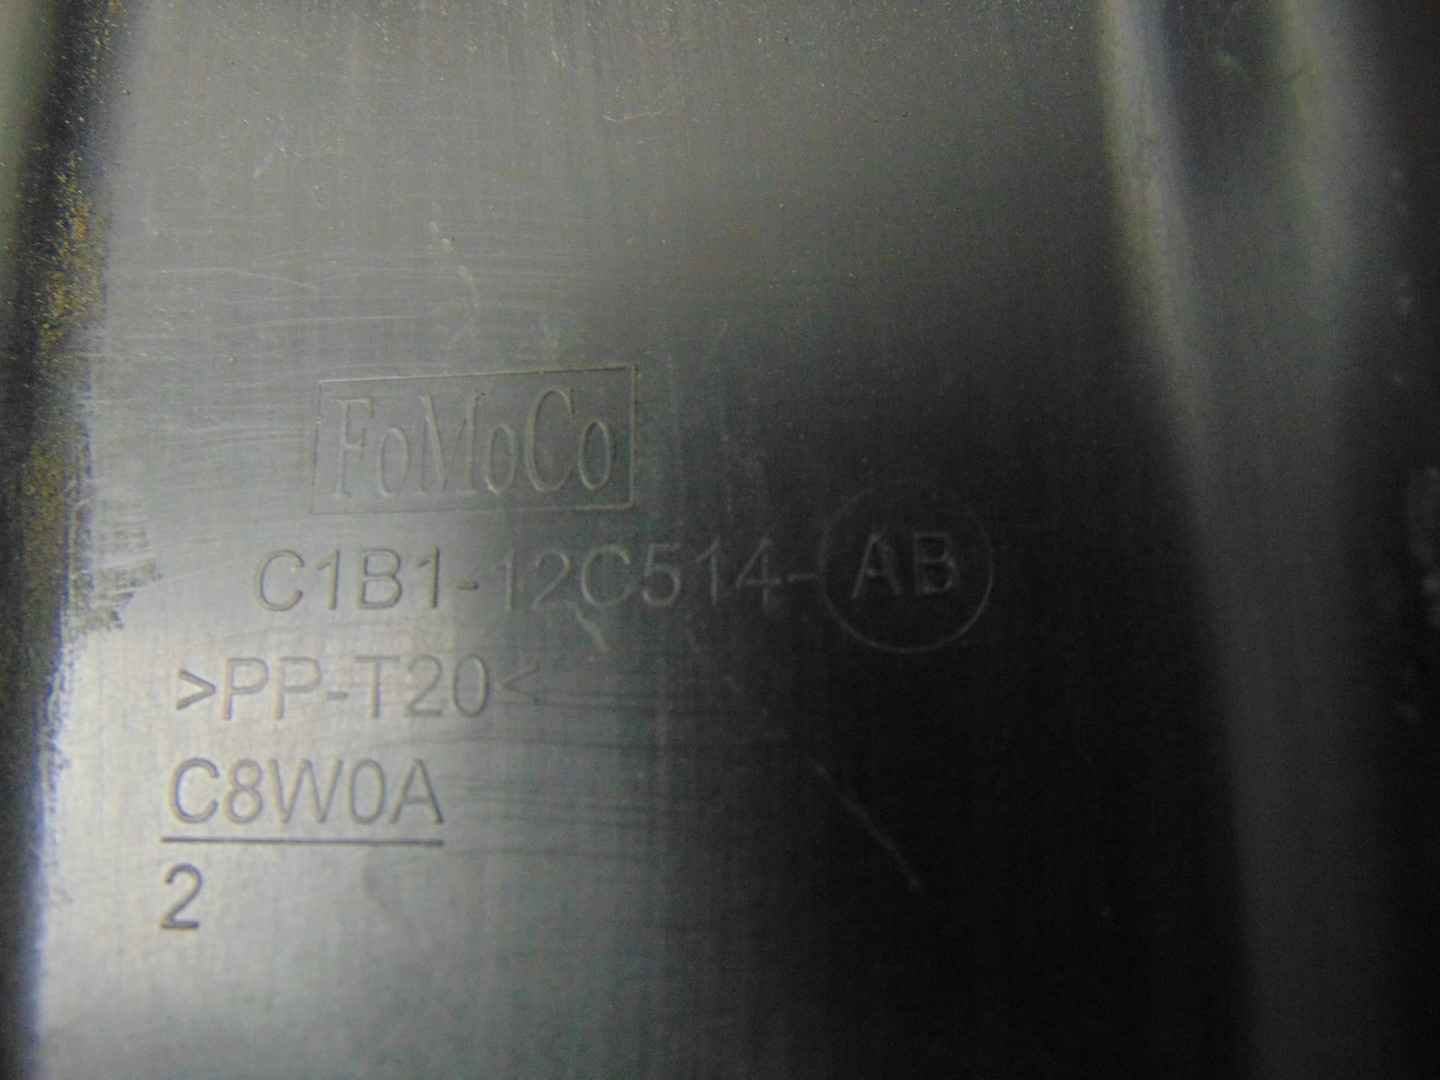 FoMoCo
C1B1-12C514-AB
>PP-T20<
C8W0A
2